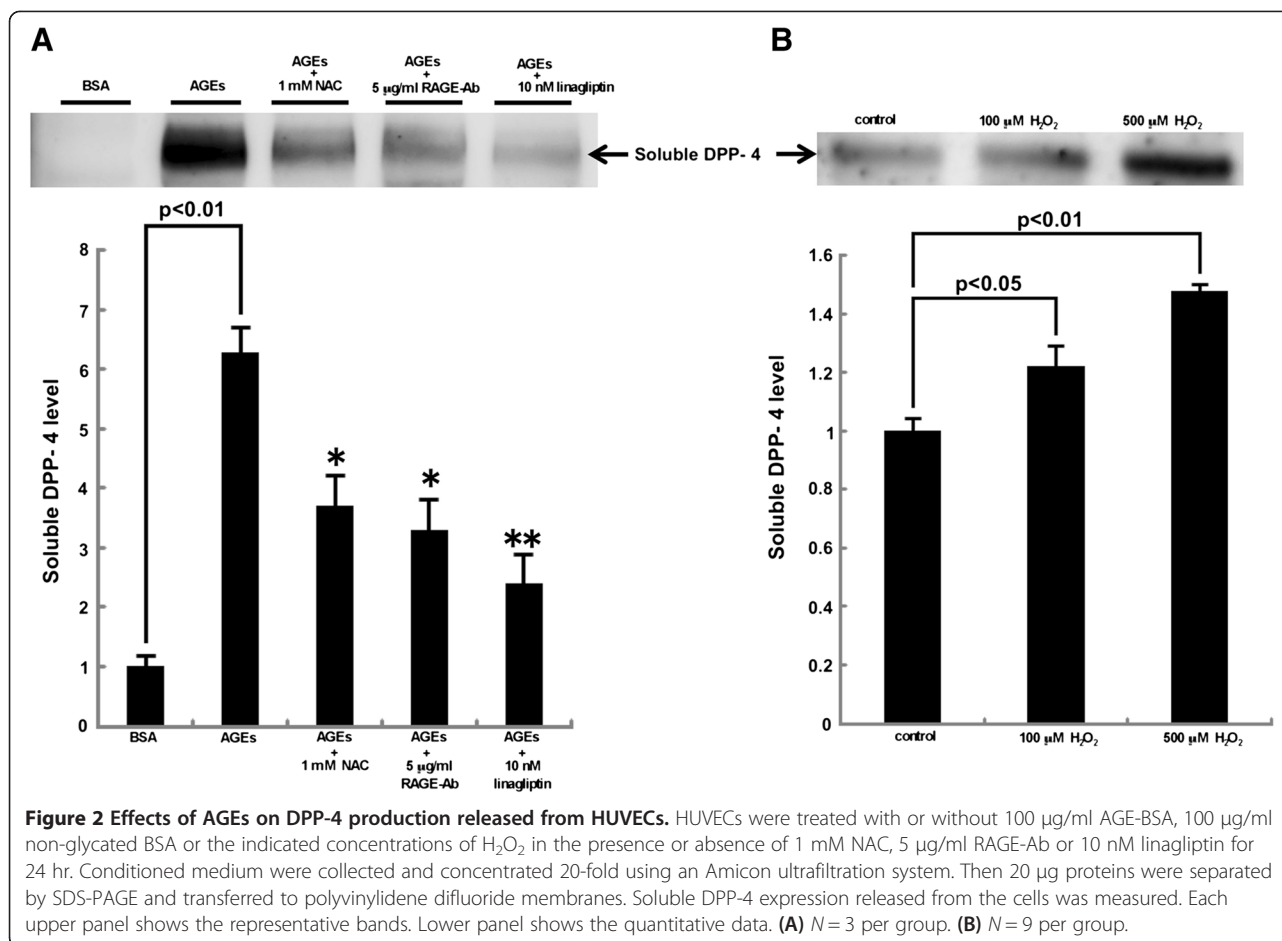 A
BSA
AGEs
AGEs
+
1 mM NAC
AGEs
+
5 µg/ml RAGE-Ab
AGEs
+
10 nM linagliptin
Soluble DPP- 4
p<0.01
8
7
6
5
4
3
2
1
0
Soluble DPP- 4 level
*
*
**
BSA
AGEs
AGEs
+
1 mM NAC
AGEs
+
5 µg/ml
RAGE-Ab
AGEs
+
10 nM
linagliptin
B
control
100 µM H₂O₂
500 µM H₂O₂
p<0.01
p<0.05
1.6
1.4
1.2
1
0.8
0.6
0.4
0.2
0
Soluble DPP- 4 level
control
100 µM H₂O₂
500 µM H₂O₂
Figure 2 Effects of AGEs on DPP-4 production released from HUVECs. HUVECs were treated with or without 100 µg/ml AGE-BSA, 100 µg/ml
non-glycated BSA or the indicated concentrations of H₂O₂ in the presence or absence of 1 mM NAC, 5 µg/ml RAGE-Ab or 10 nM linagliptin for
24 hr. Conditioned medium were collected and concentrated 20-fold using an Amicon ultrafiltration system. Then 20 µg proteins were separated
by SDS-PAGE and transferred to polyvinylidene difluoride membranes. Soluble DPP-4 expression released from the cells was measured. Each
upper panel shows the representative bands. Lower panel shows the quantitative data. (A) N = 3 per group. (B) N = 9 per group.